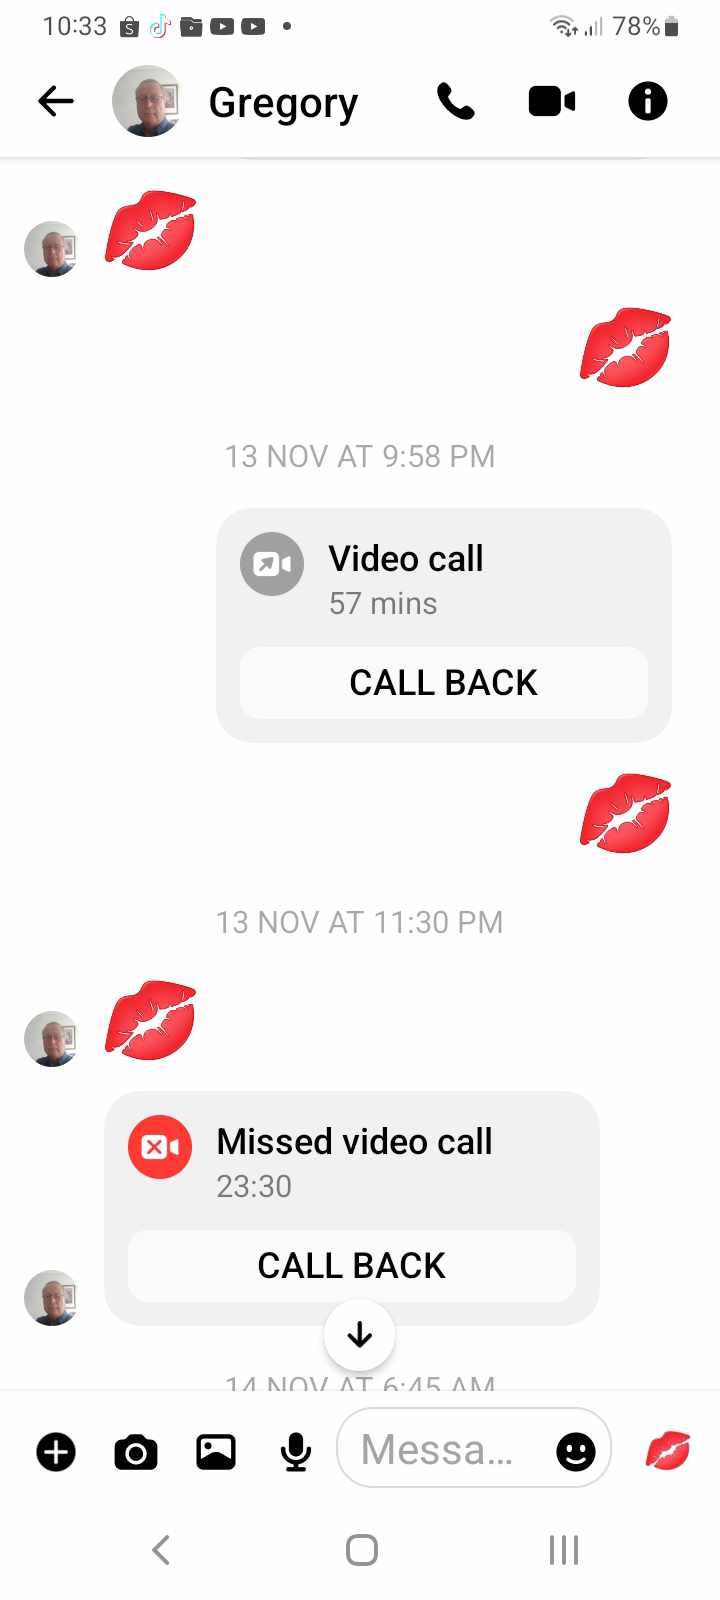 10:33
78%
Gregory
13 NOV AT 9:58 PM
Video call
57 mins
CALL BACK
13 NOV AT 11:30 PM
Missed video call
23:30
CALL BACK
14 NOV AT 6:45 AM
Messa...